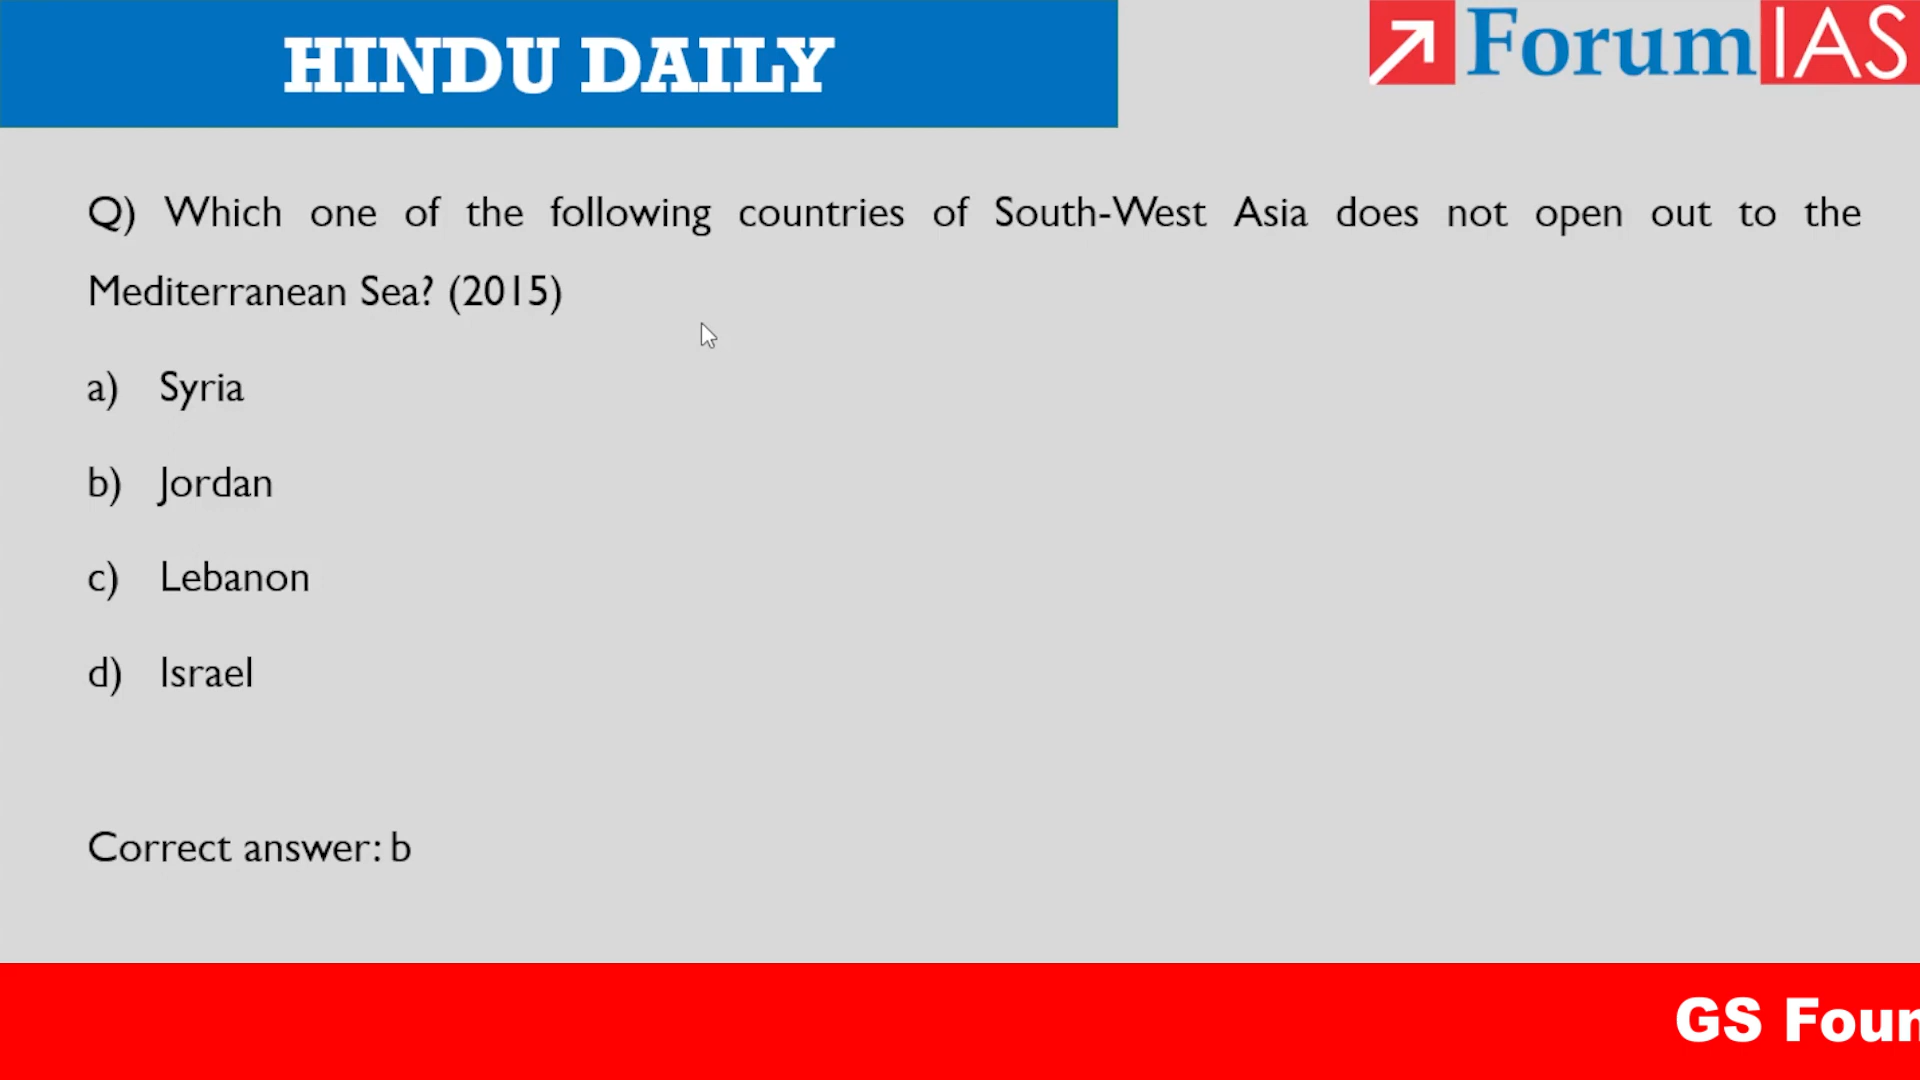 HINDU DAILY
ForumIAS
Q) Which one of the following countries of South-West Asia does not open out to the
Mediterranean Sea? (2015)
a) Syria
b) Jordan
c) Lebanon
d) Israel
Correct answer: b
GS Foun